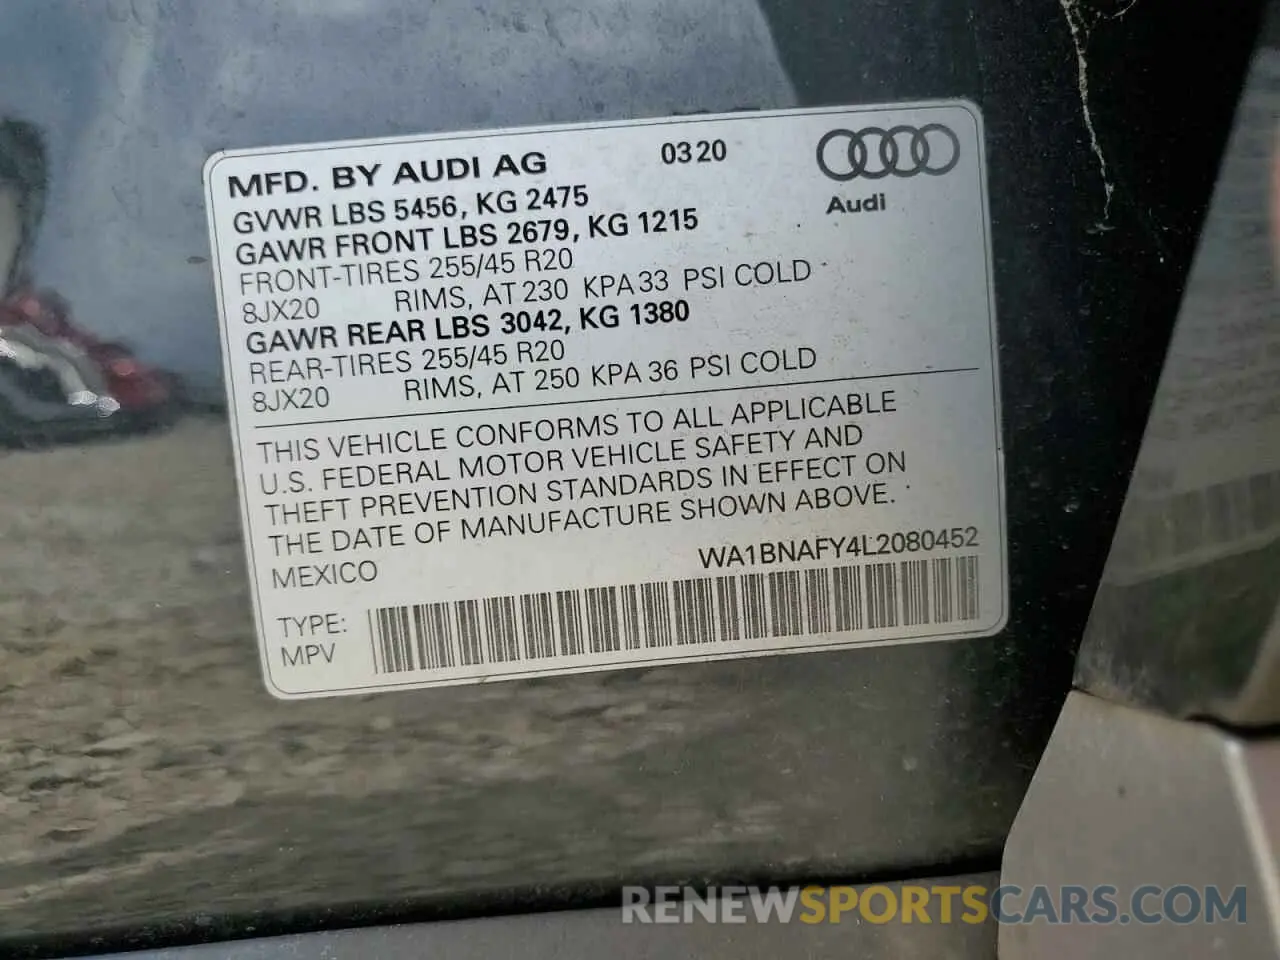 MFD. BY AUDI AG 0320
GVWR LBS 5456, KG 2475
Audi
GAWR FRONT LBS 2679, KG 1215
FRONT-TIRES 255/45 R20
8JX20 RIMS, AT 230 KPA 33 PSI COLD
GAWR REAR LBS 3042, KG 1380
REAR-TIRES 255/45 R20
8JX20 RIMS, AT 250 KPA 36 PSI COLD
THIS VEHICLE CONFORMS TO ALL APPLICABLE
U.S. FEDERAL MOTOR VEHICLE SAFETY AND
THEFT PREVENTION STANDARDS IN EFFECT ON
THE DATE OF MANUFACTURE SHOWN ABOVE.
MEXICO WA1BNAFY4L2080452
TYPE:
MPV
RENEWSPORTSCARS.COM